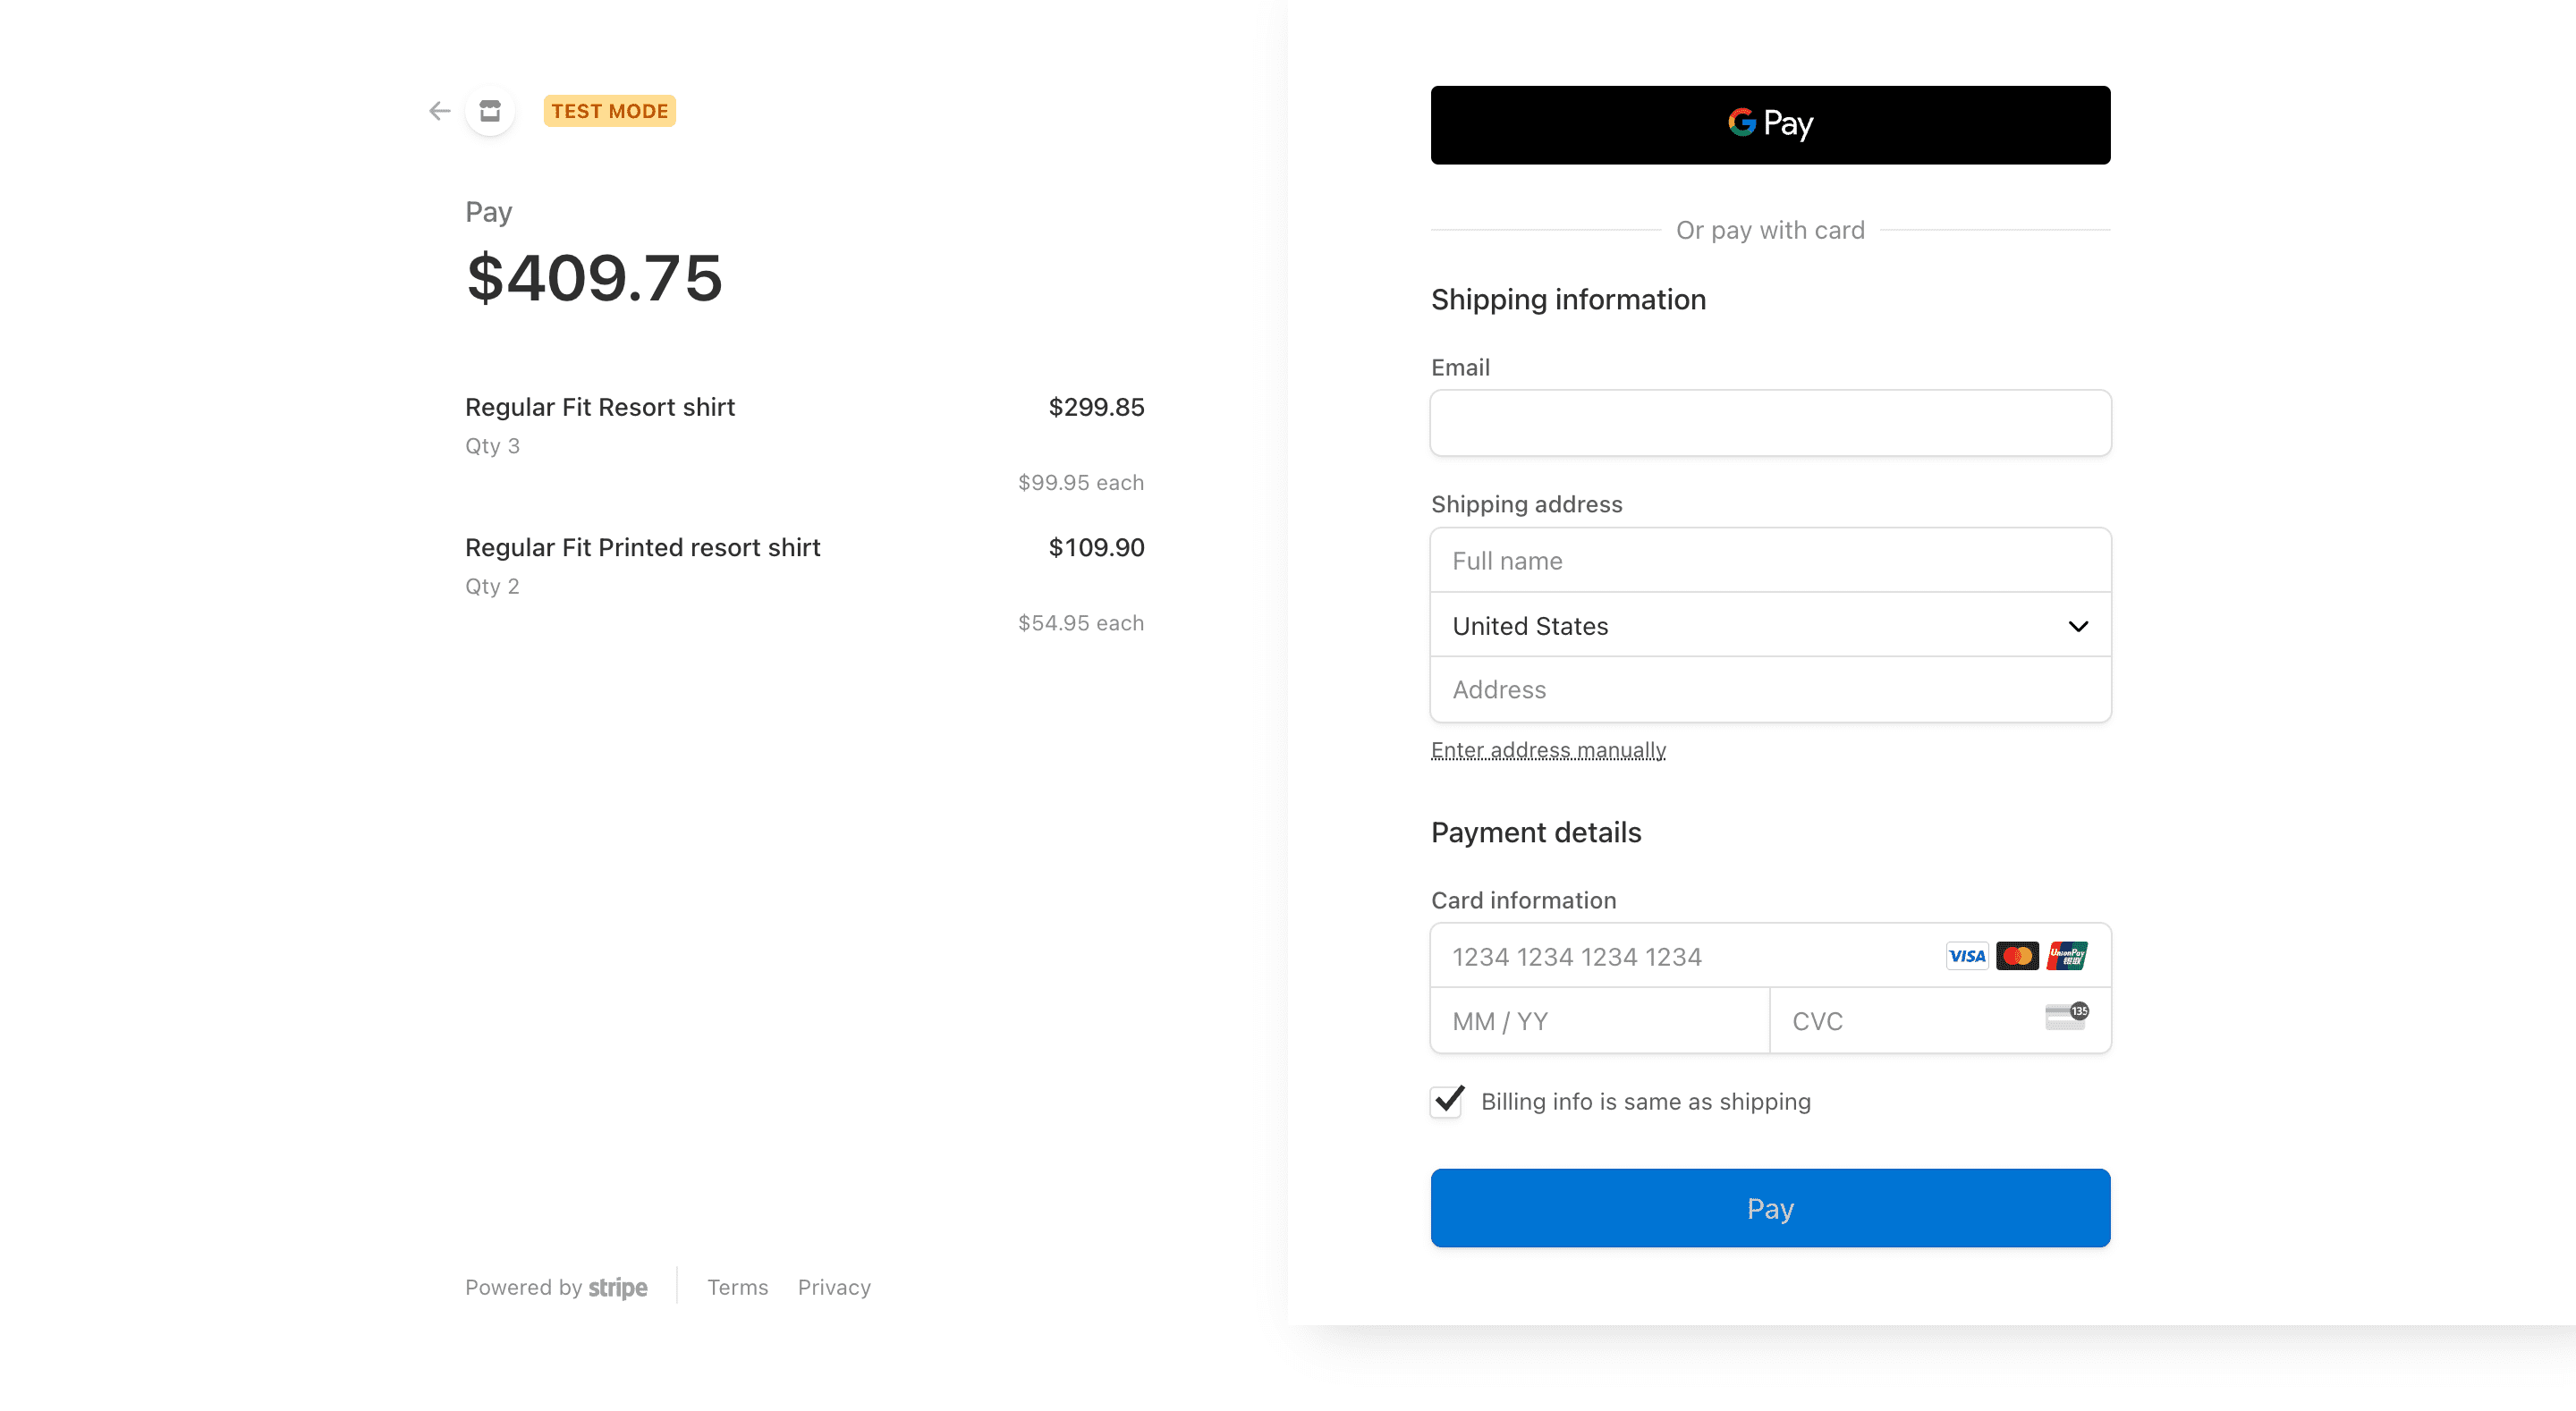 TEST MODE
Pay
$409.75
Regular Fit Resort shirt $299.85
Qty 3
$99.95 each
Regular Fit Printed resort shirt $109.90
Qty 2
$54.95 each
Powered by stripe Terms Privacy
G Pay
Or pay with card
Shipping information
Email
Shipping address
Full name
United States
Address
Enter address manually
Payment details
Card information
1234 1234 1234 1234 VISA UnionPay 银联
MM / YY CVC 135
Billing info is same as shipping
Pay